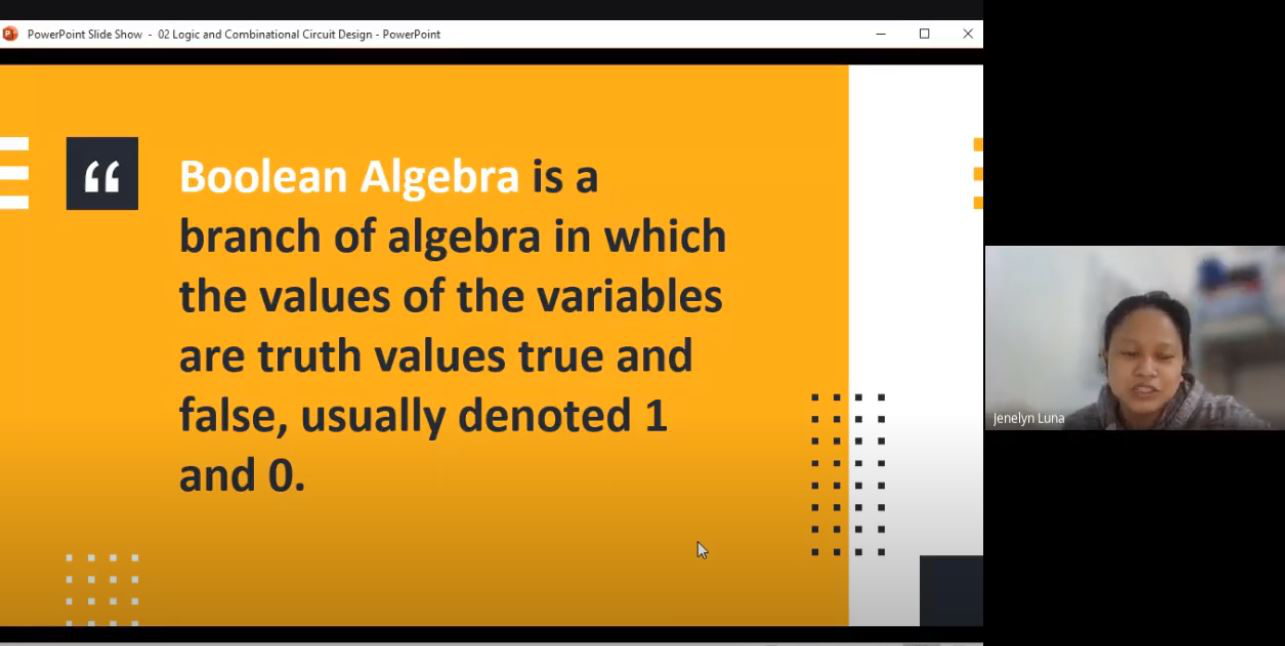 PowerPoint Slide Show - 02 Logic and Combinational Circuit Design - PowerPoint
“
Boolean Algebra is a
branch of algebra in which
the values of the variables
are truth values true and
false, usually denoted 1
and 0.
Jenelyn Luna